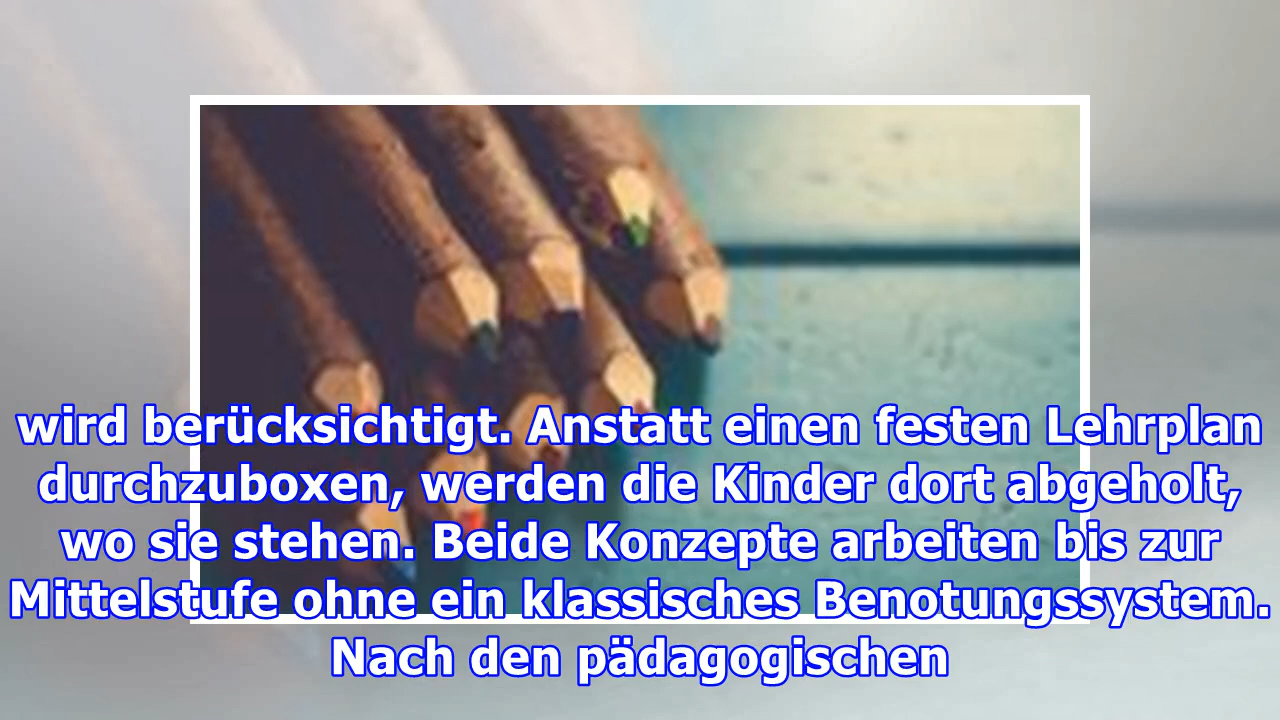 wird berücksichtigt. Anstatt einen festen Lehrplan
durchzuboxen, werden die Kinder dort abgeholt,
wo sie stehen. Beide Konzepte arbeiten bis zur
Mittelstufe ohne ein klassisches Benotungssystem.
Nach den pädagogischen